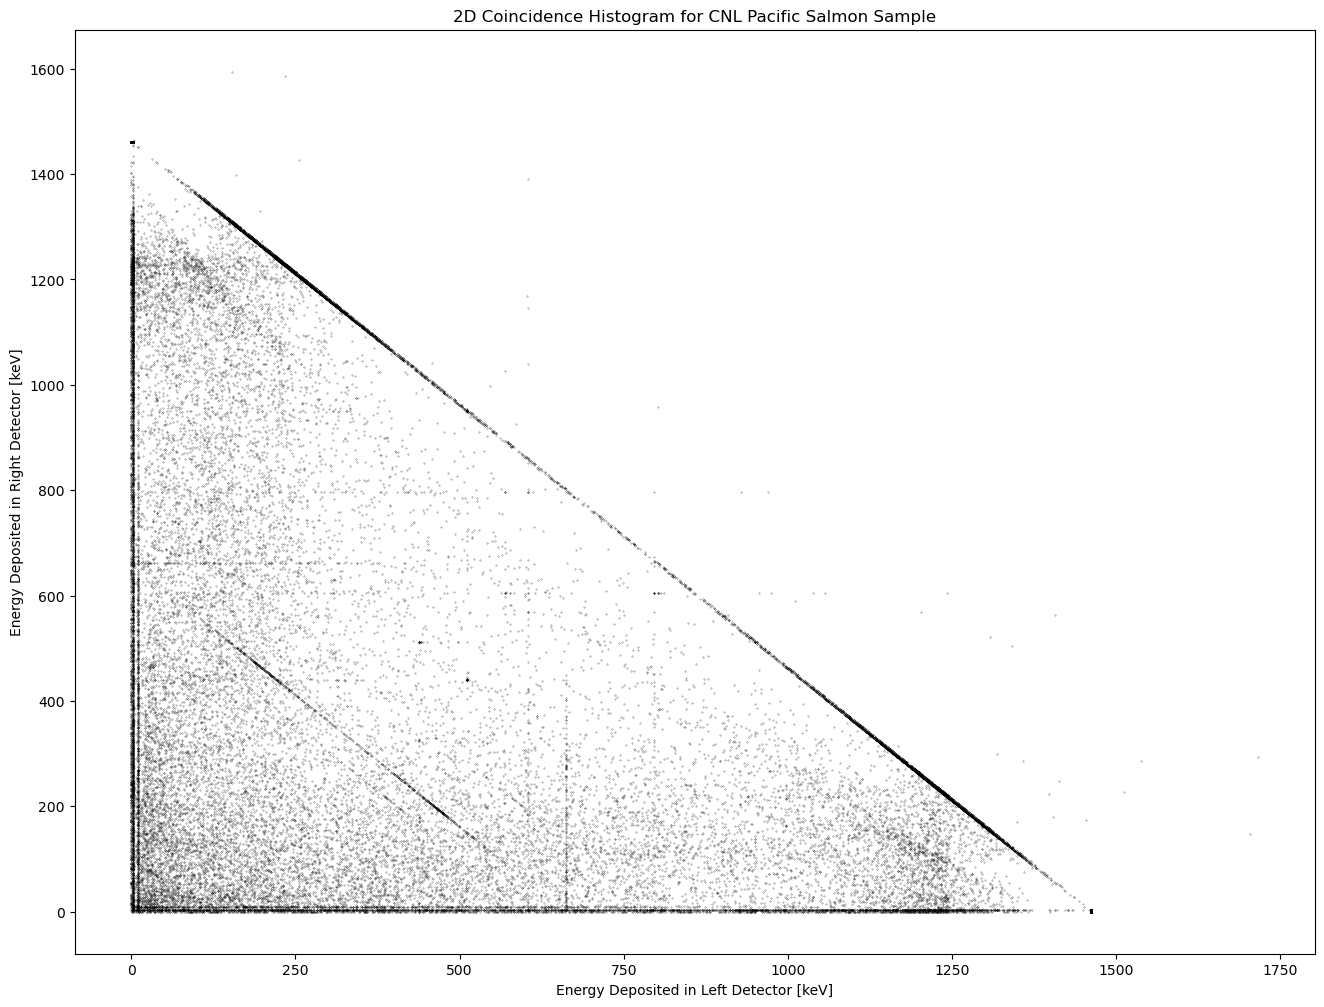 2D Coincidence Histogram for CNL Pacific Salmon Sample
Energy Deposited in Right Detector [keV]
1600
1400
1200
1000
800
600
400
200
0
0 250 500 750 1000 1250 1500 1750
Energy Deposited in Left Detector [keV]